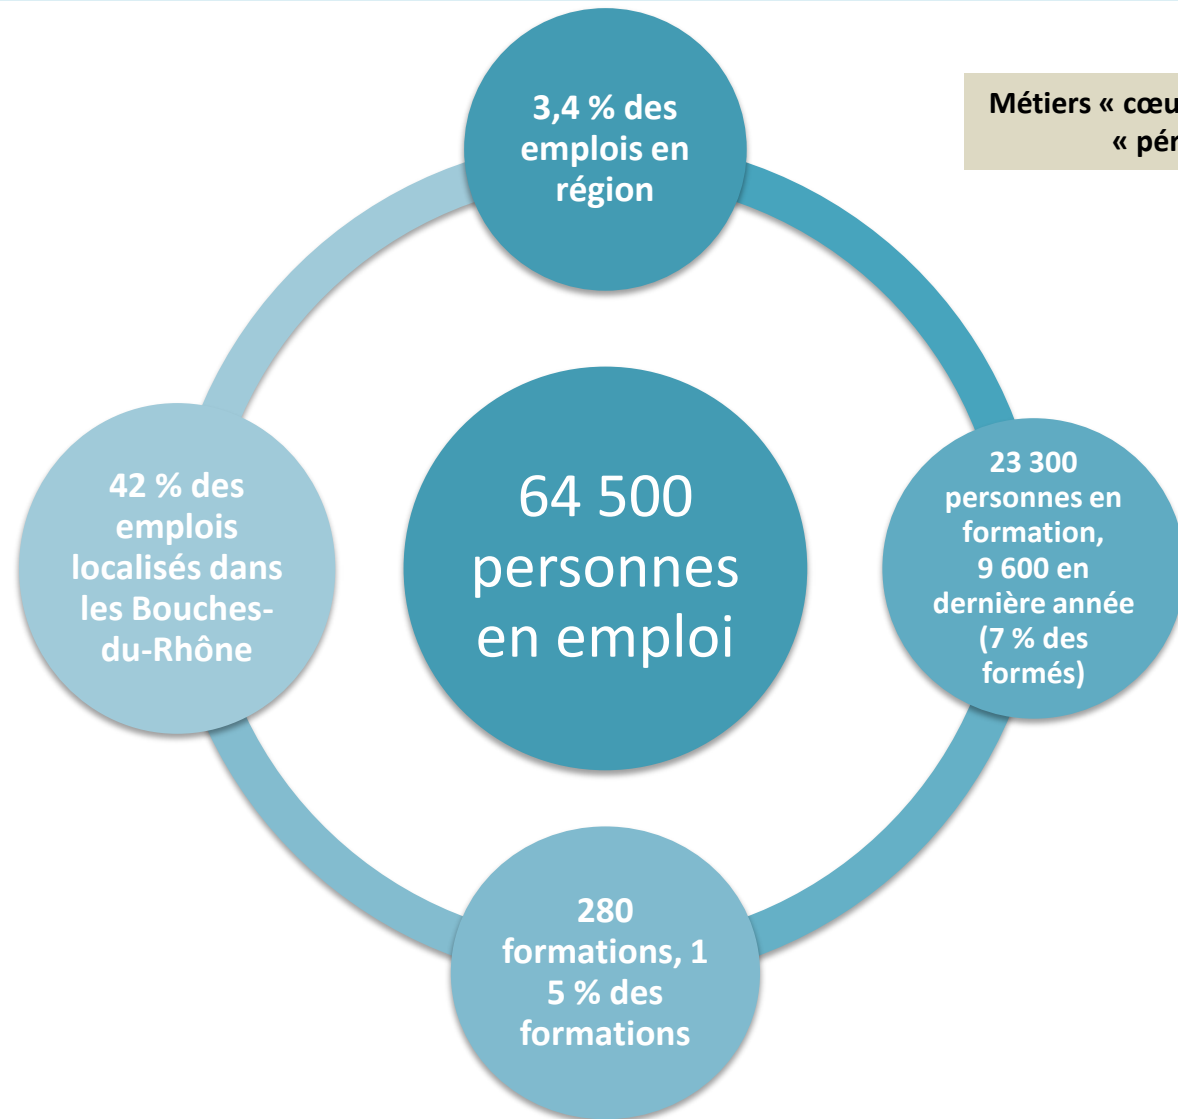 3,4 % des
emplois en
région
Métiers « cœu
« pér
42 % des
emplois
localisés dans
les Bouches-
du-Rhône
64 500
personnes
en emploi
23 300
personnes en
formation,
9 600 en
dernière année
(7 % des
formés)
280
formations, 1
5 % des
formations